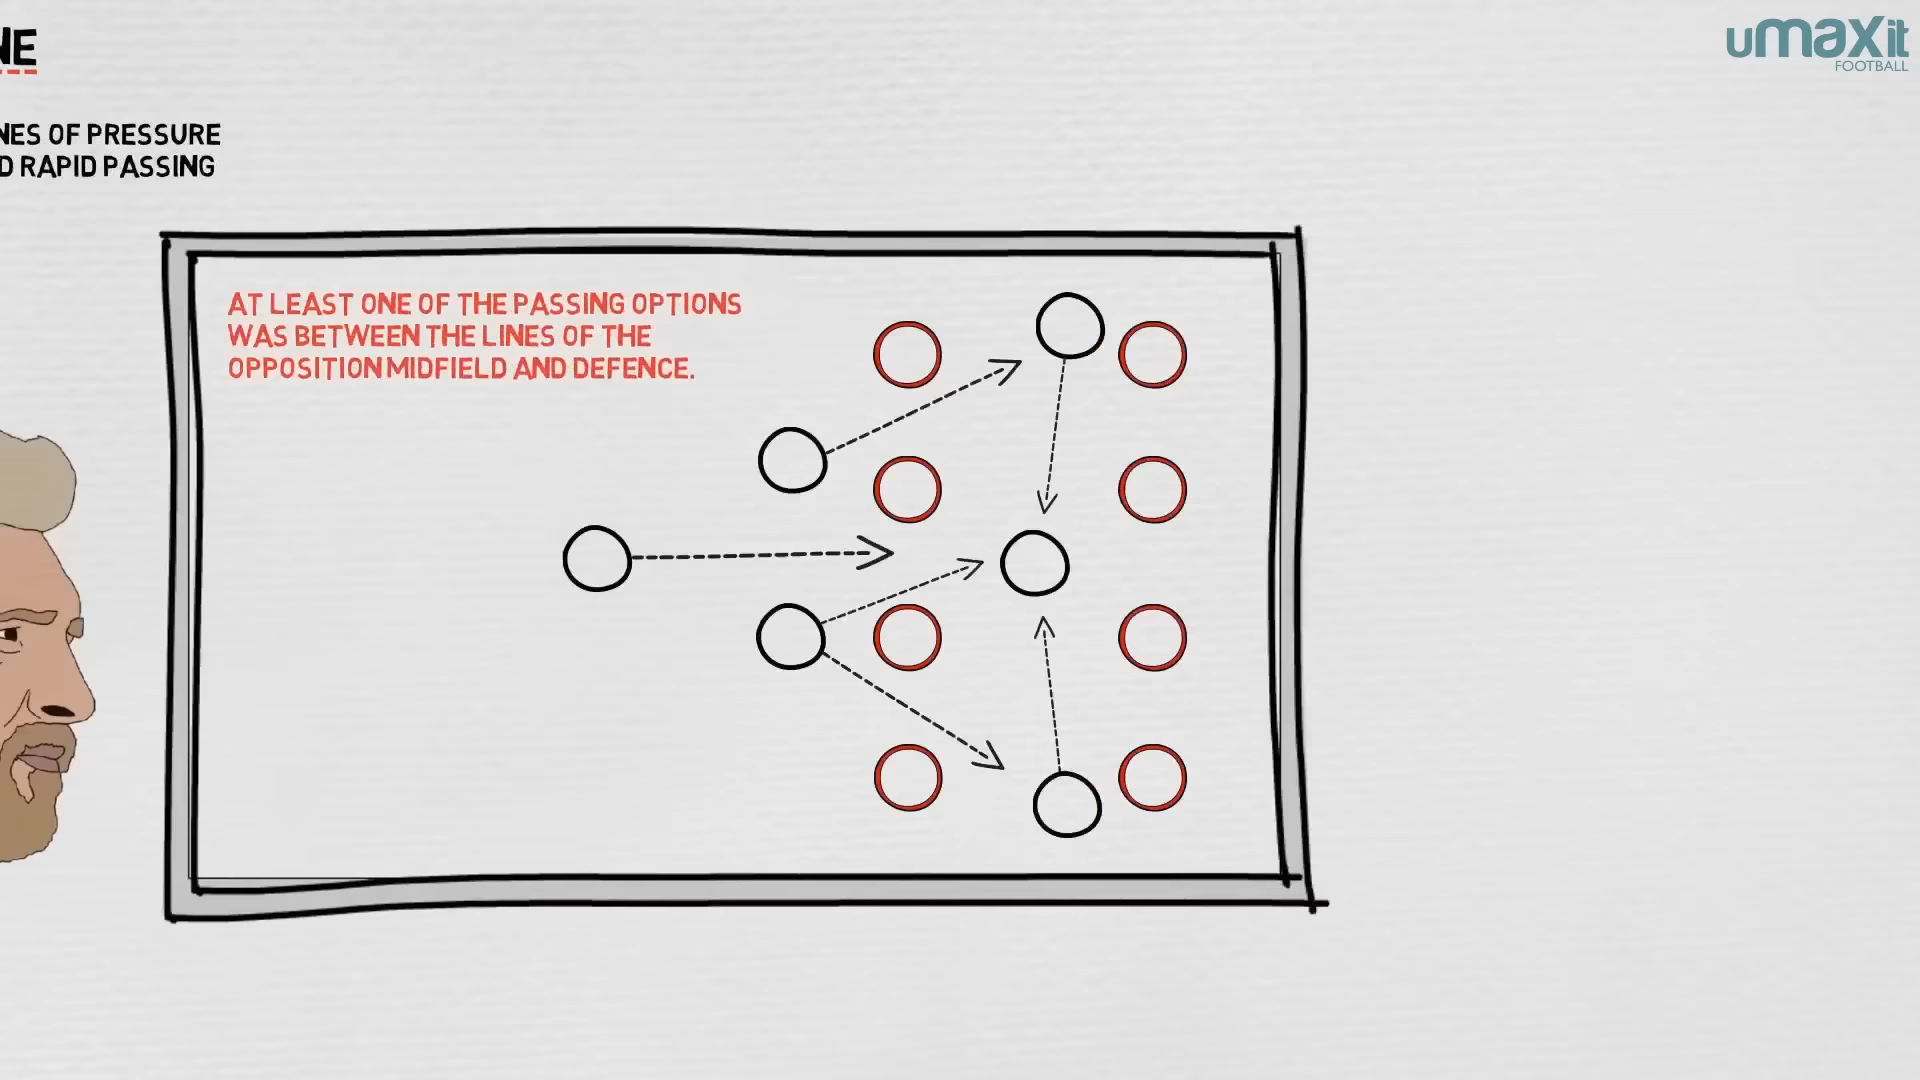 NE
umaxit
FOOTBALL
NES OF PRESSURE
D RAPID PASSING
AT LEAST ONE OF THE PASSING OPTIONS
WAS BETWEEN THE LINES OF THE
OPPOSITION MIDFIELD AND DEFENCE.